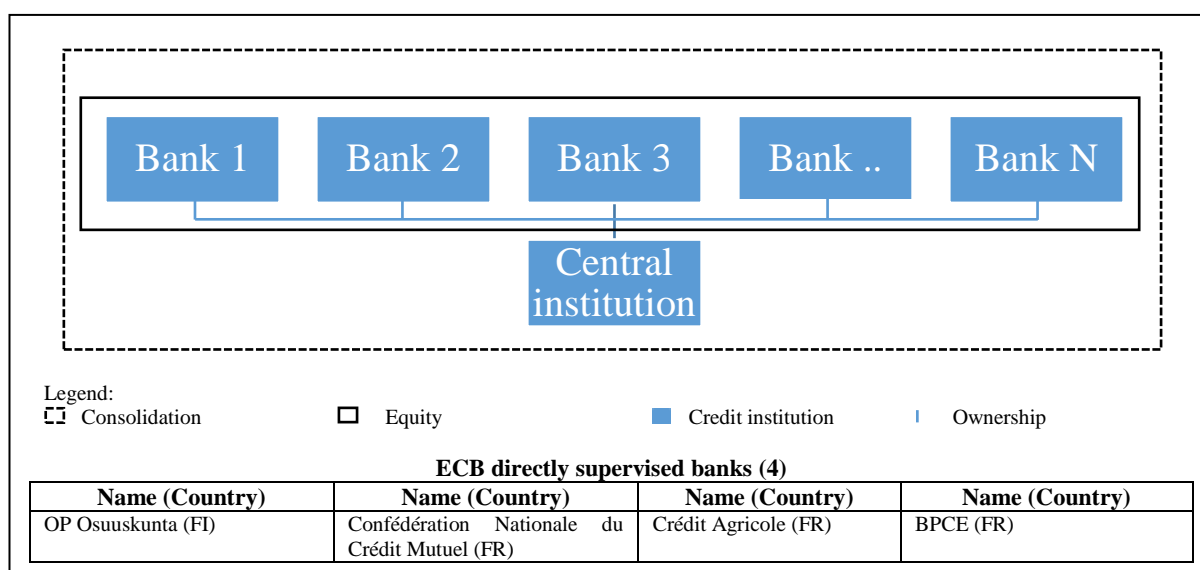 Bank 1
Bank 2
Bank 3
Bank ..
Bank N
Central
institution
Legend:
Consolidation
Equity
Credit institution
Ownership
ECB directly supervised banks (4)
Name (Country)
Name (Country)
Name (Country)
Name (Country)
OP Osuuskunta (FI)
Confédération Nationale du
Crédit Mutuel (FR)
Crédit Agricole (FR)
BPCE (FR)